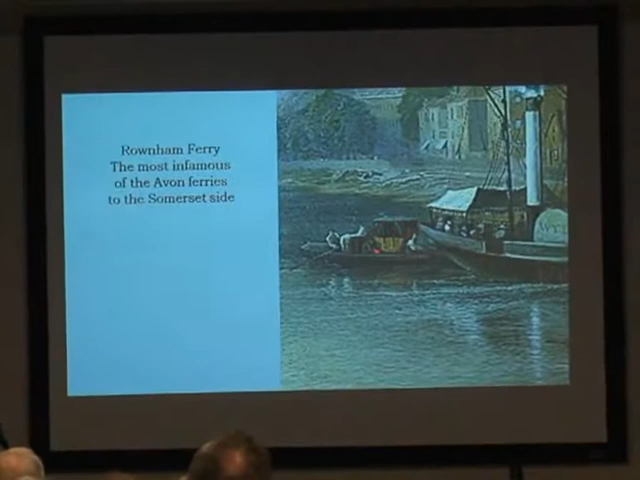 Rownham Ferry
The most infamous
of the Avon ferries
to the Somerset side